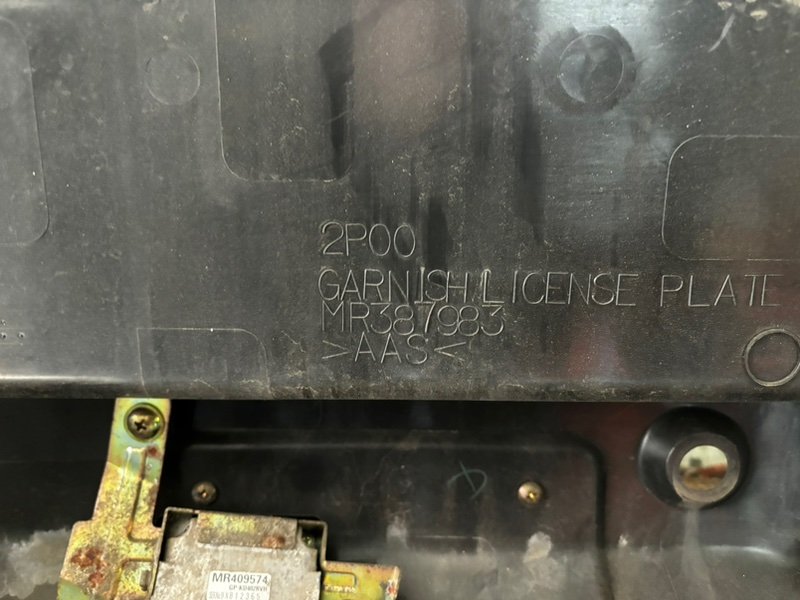 2P00
GARNISH,LICENSE PLATE
MR387983
>AAS<
MR409574